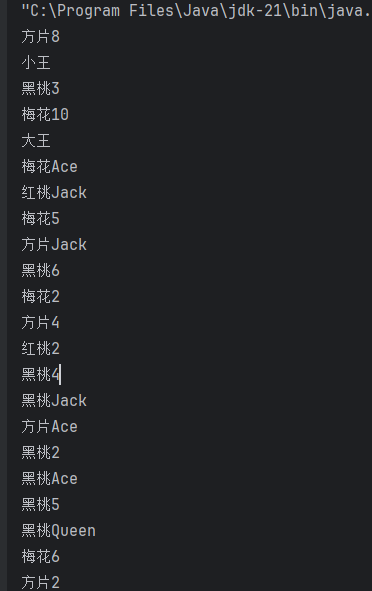 "C:\Program Files\Java\jdk-21\bin\java.
方片8
小王
黑桃3
梅花10
大王
梅花Ace
红桃Jack
梅花5
方片Jack
黑桃6
梅花2
方片4
红桃2
黑桃4
黑桃Jack
方片Ace
黑桃2
黑桃Ace
黑桃5
黑桃Queen
梅花6
方片2